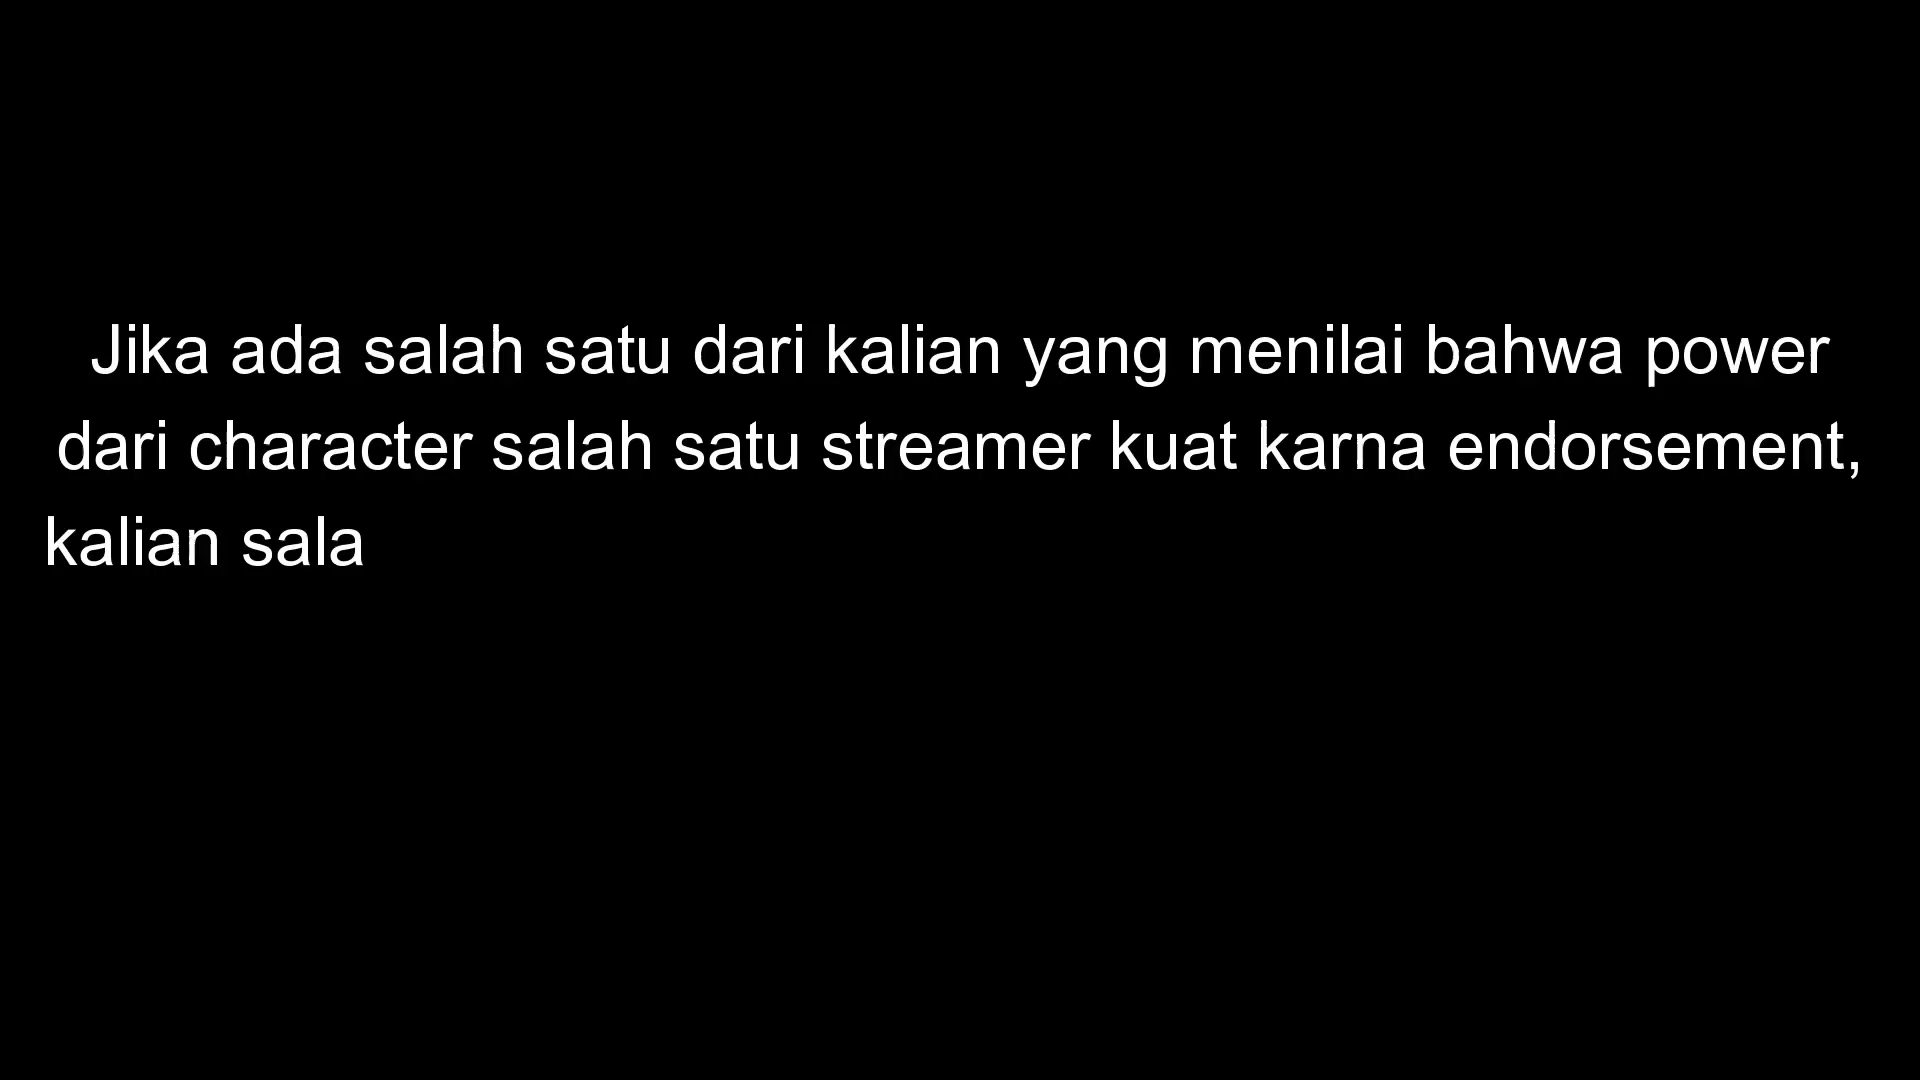 Jika ada salah satu dari kalian yang menilai bahwa power
dari character salah satu streamer kuat karna endorsement,
kalian sala